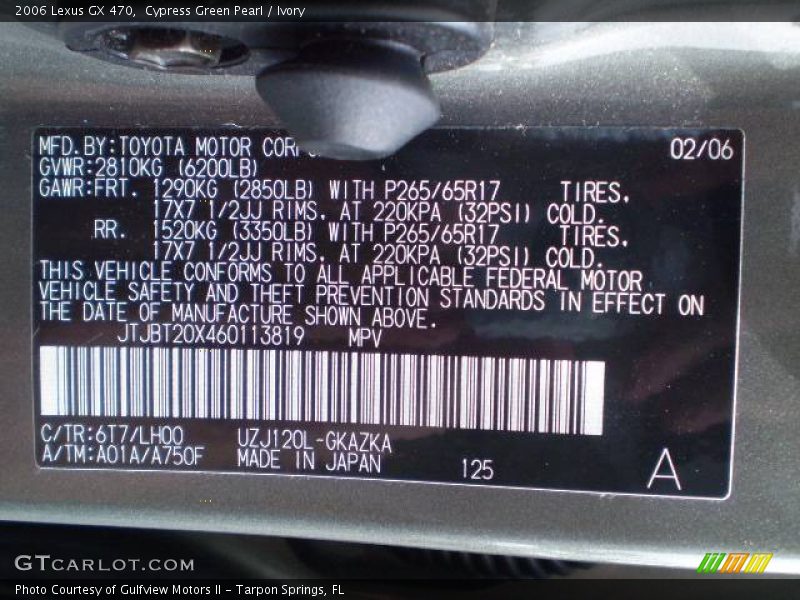 2006 Lexus GX 470, Cypress Green Pearl / Ivory
MFD.BY:TOYOTA MOTOR 02/06
GVWR:2810KG (6200LB)
GAWR:FRT. 1290KG (2850LB) WITH P265/65R17 TIRES,
17X7 1/2JJ RIMS, AT 220KPA (32PSI) COLD.
RR. 1520KG (3350LB) WITH P265/65R17 TIRES,
17X7 1/2JJ RIMS, AT 220KPA (32PSI) COLD.
THIS VEHICLE CONFORMS TO ALL APPLICABLE FEDERAL MOTOR
VEHICLE SAFETY AND THEFT PREVENTION STANDARDS IN EFFECT ON
THE DATE OF MANUFACTURE SHOWN ABOVE.
JTJBT20X460113819 MPV
C/TR:6T7/LH00 UZJ120L-GKAZKA
A/TM:A01A/A750F MADE IN JAPAN 125 A
GTCARLOT.COM
Photo Courtesy of Gulfview Motors II - Tarpon Springs, FL